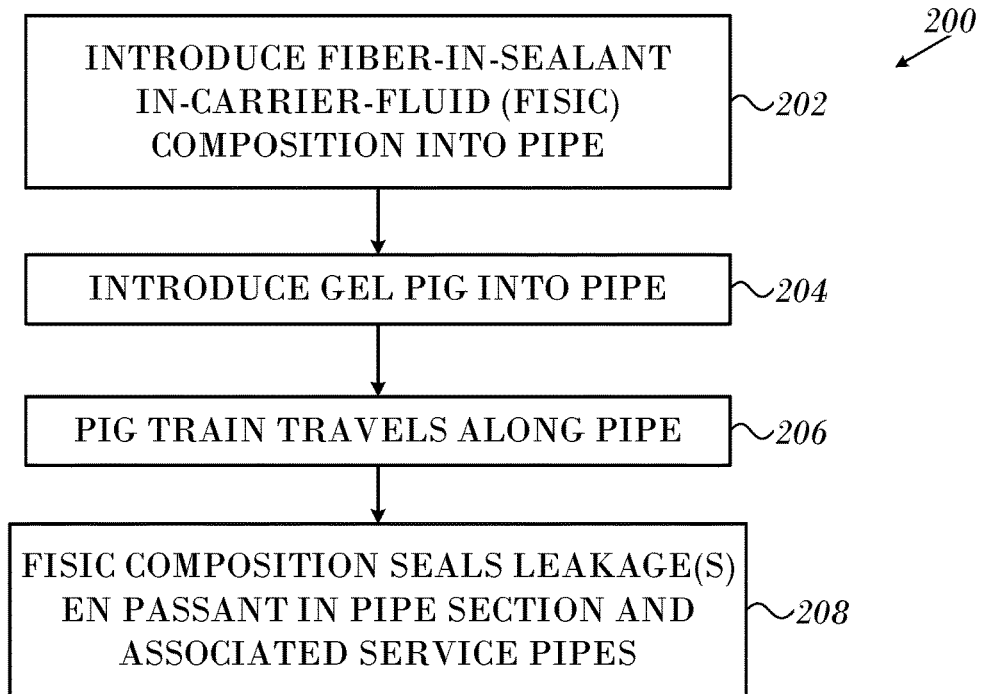 200
INTRODUCE FIBER-IN-SEALANT
IN-CARRIER-FLUID (FISIC)
COMPOSITION INTO PIPE
202
INTRODUCE GEL PIG INTO PIPE
204
PIG TRAIN TRAVELS ALONG PIPE
206
FISIC COMPOSITION SEALS LEAKAGE(S)
EN PASSANT IN PIPE SECTION AND
ASSOCIATED SERVICE PIPES
208